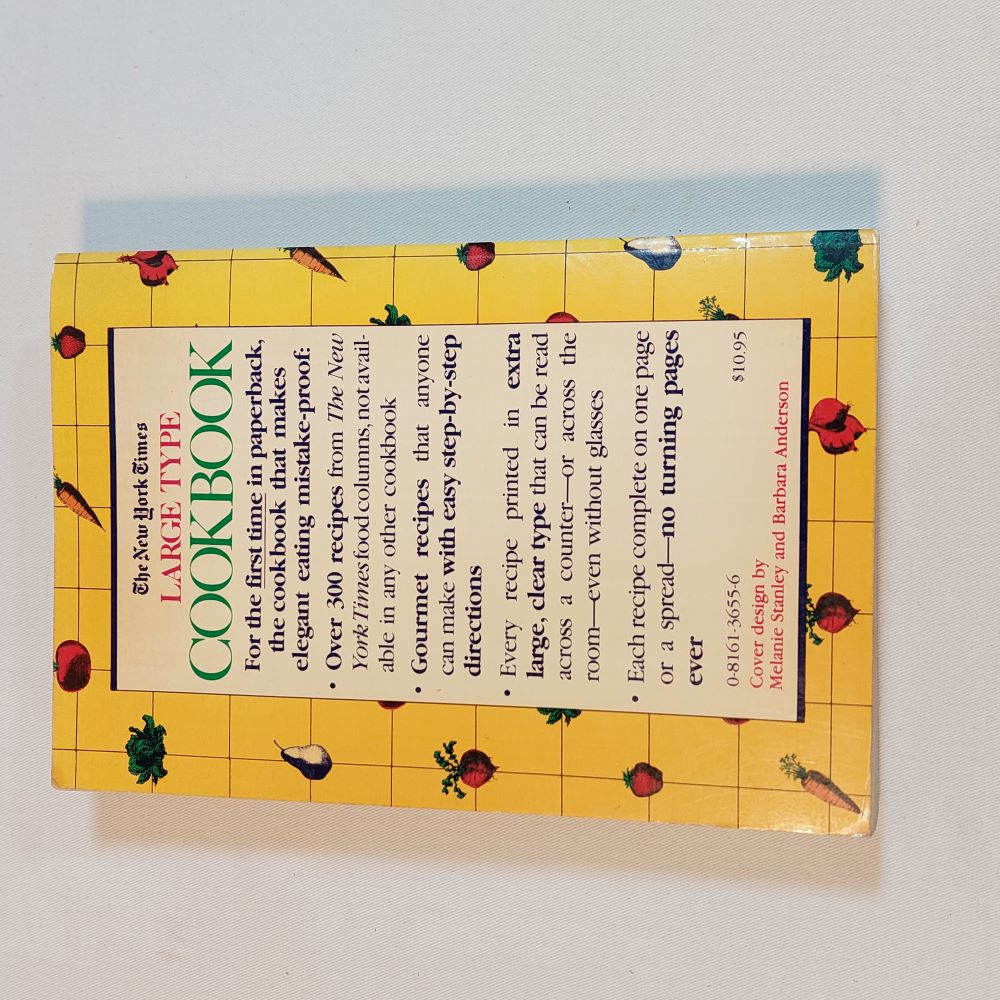 The New York Times
LARGE TYPE
COOKBOOK
For the first time in paperback,
the cookbook that makes
elegant eating mistake-proof:
• Over 300 recipes from The New
York Times food columns, not avail-
able in any other cookbook
• Gourmet recipes that anyone
can make with easy step-by-step
directions
• Every recipe printed in extra
large, clear type that can be read
across a counter—or across the
room—even without glasses
• Each recipe complete on one page
or a spread—no turning pages
ever
0-8161-3655-6 $10.95
Cover design by
Melanie Stanley and Barbara Anderson